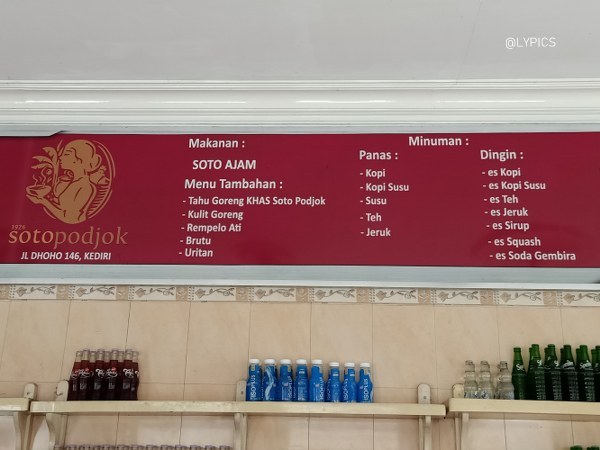 @LYPICS
1926
sotopodjok
JL DHOHO 146, KEDIRI
Makanan :
SOTO AJAM
Menu Tambahan :
- Tahu Goreng KHAS Soto Podjok
- Kulit Goreng
- Rempelo Ati
- Brutu
- Uritan
Minuman :
Panas :
- Kopi
- Kopi Susu
- Susu
- Teh
- Jeruk
Dingin :
- es Kopi
- es Kopi Susu
- es Teh
- es Jeruk
- es Sirup
- es Squash
- es Soda Gembira